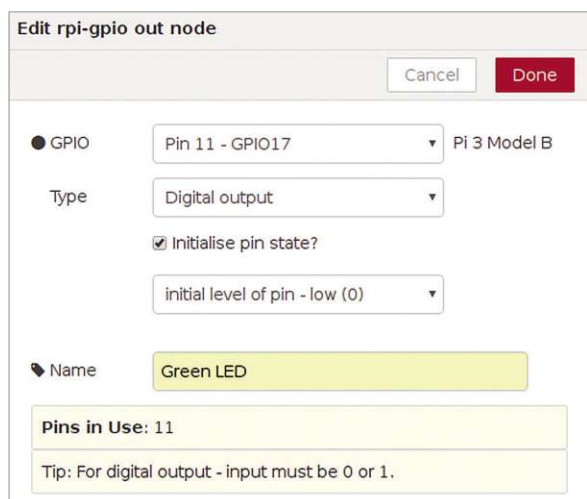 Edit rpi-gpio out node
Cancel Done
GPIO Pin 11 - GPIO17 Pi 3 Model B
Type Digital output
Initialise pin state?
initial level of pin - low (0)
Name Green LED
Pins in Use: 11
Tip: For digital output - input must be 0 or 1.